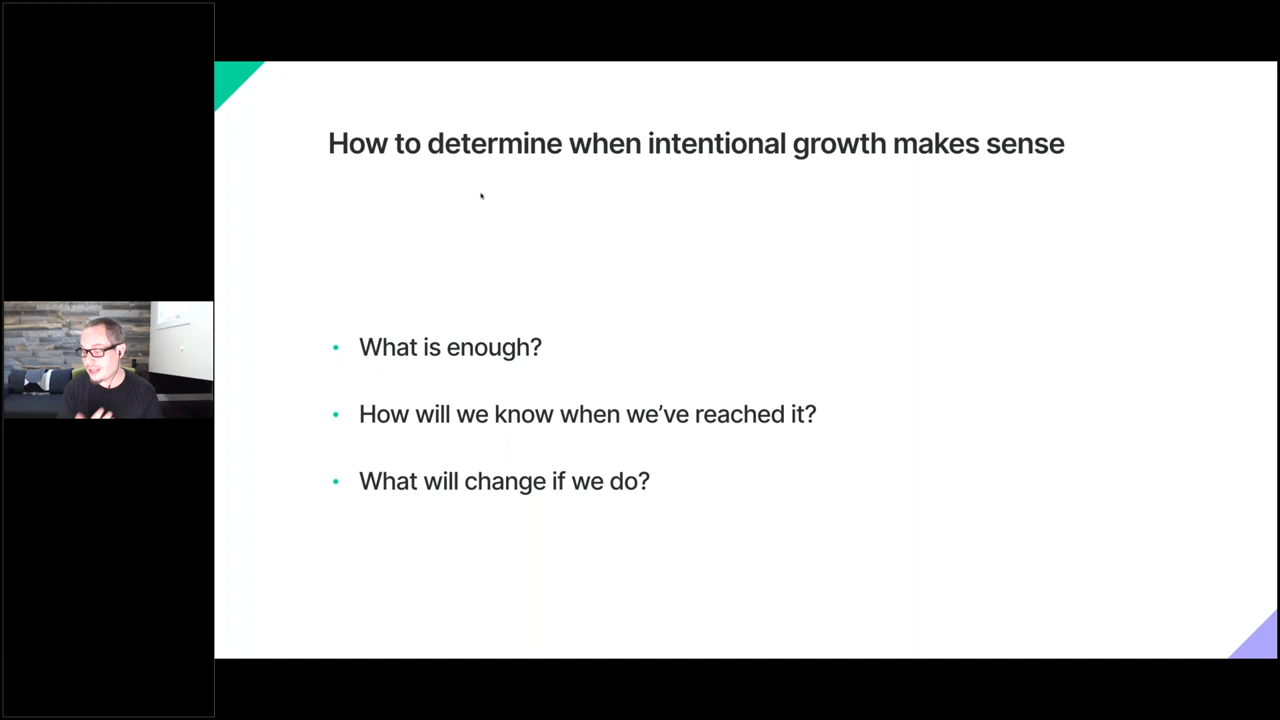 How to determine when intentional growth makes sense
• What is enough?
• How will we know when we’ve reached it?
• What will change if we do?